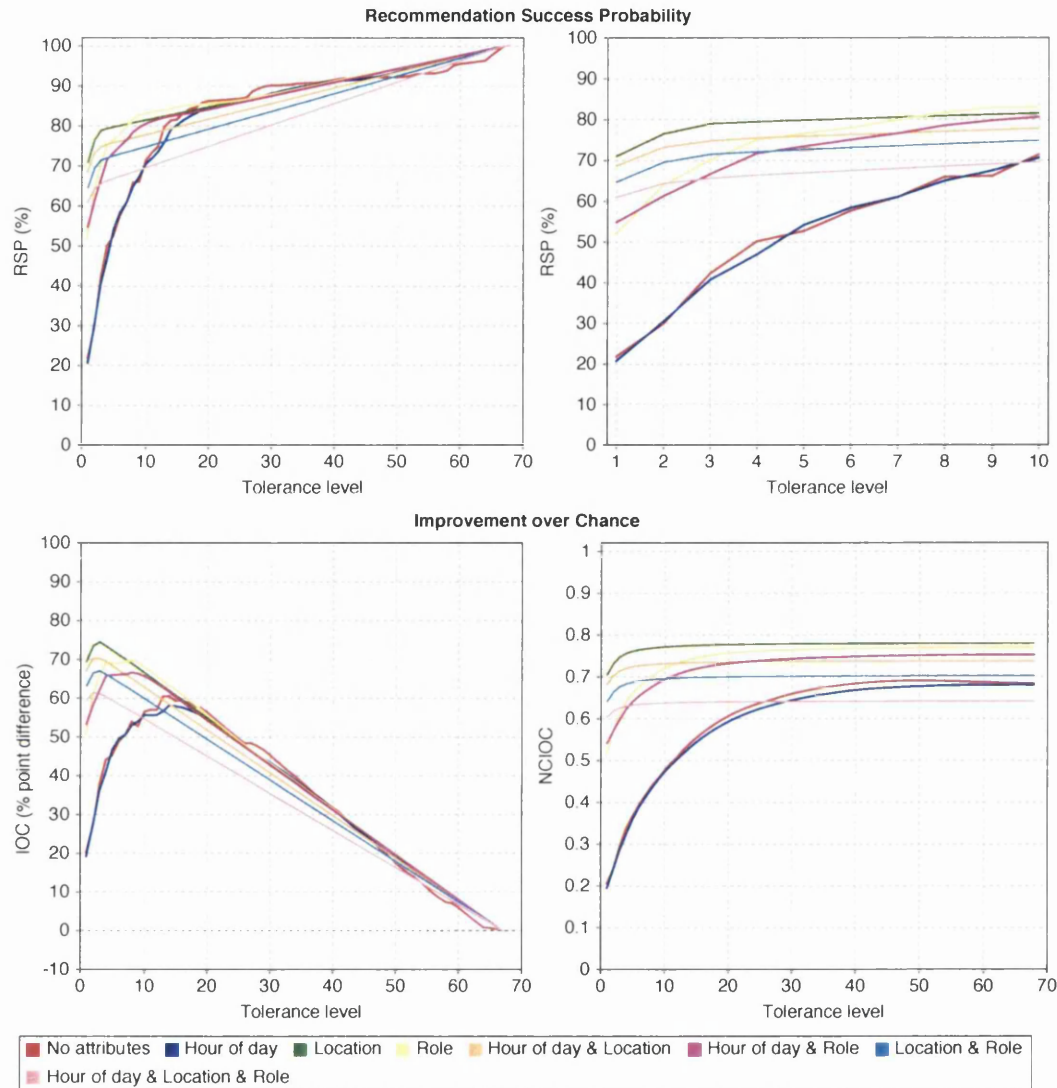 Recommendation Success Probability
100
90
80
70
60
50
40
30
20
10
0
RSP (%)
0 10 20 30 40 50 60 70
Tolerance level
100
90
80
70
60
50
40
30
20
10
0
RSP (%)
1 2 3 4 5 6 7 8 9 10
Tolerance level
Improvement over Chance
100
90
80
70
60
50
40
30
20
10
0
-10
IOC (% point difference)
0 10 20 30 40 50 60 70
Tolerance level
1
0.9
0.8
0.7
0.6
0.5
0.4
0.3
0.2
0.1
0
NCIOC
0 10 20 30 40 50 60 70
Tolerance level
No attributes Hour of day Location Role Hour of day & Location Hour of day & Role Location & Role
Hour of day & Location & Role